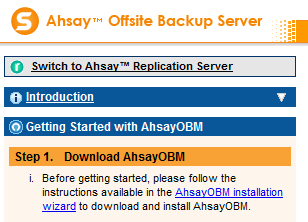 Ahsay™ Offsite Backup Server
Switch to Ahsay™ Replication Server
Introduction
Getting Started with AhsayOBM
Step 1. Download AhsayOBM
i. Before getting started, please follow the
instructions available in the AhsayOBM installation
wizard to download and install AhsayOBM.